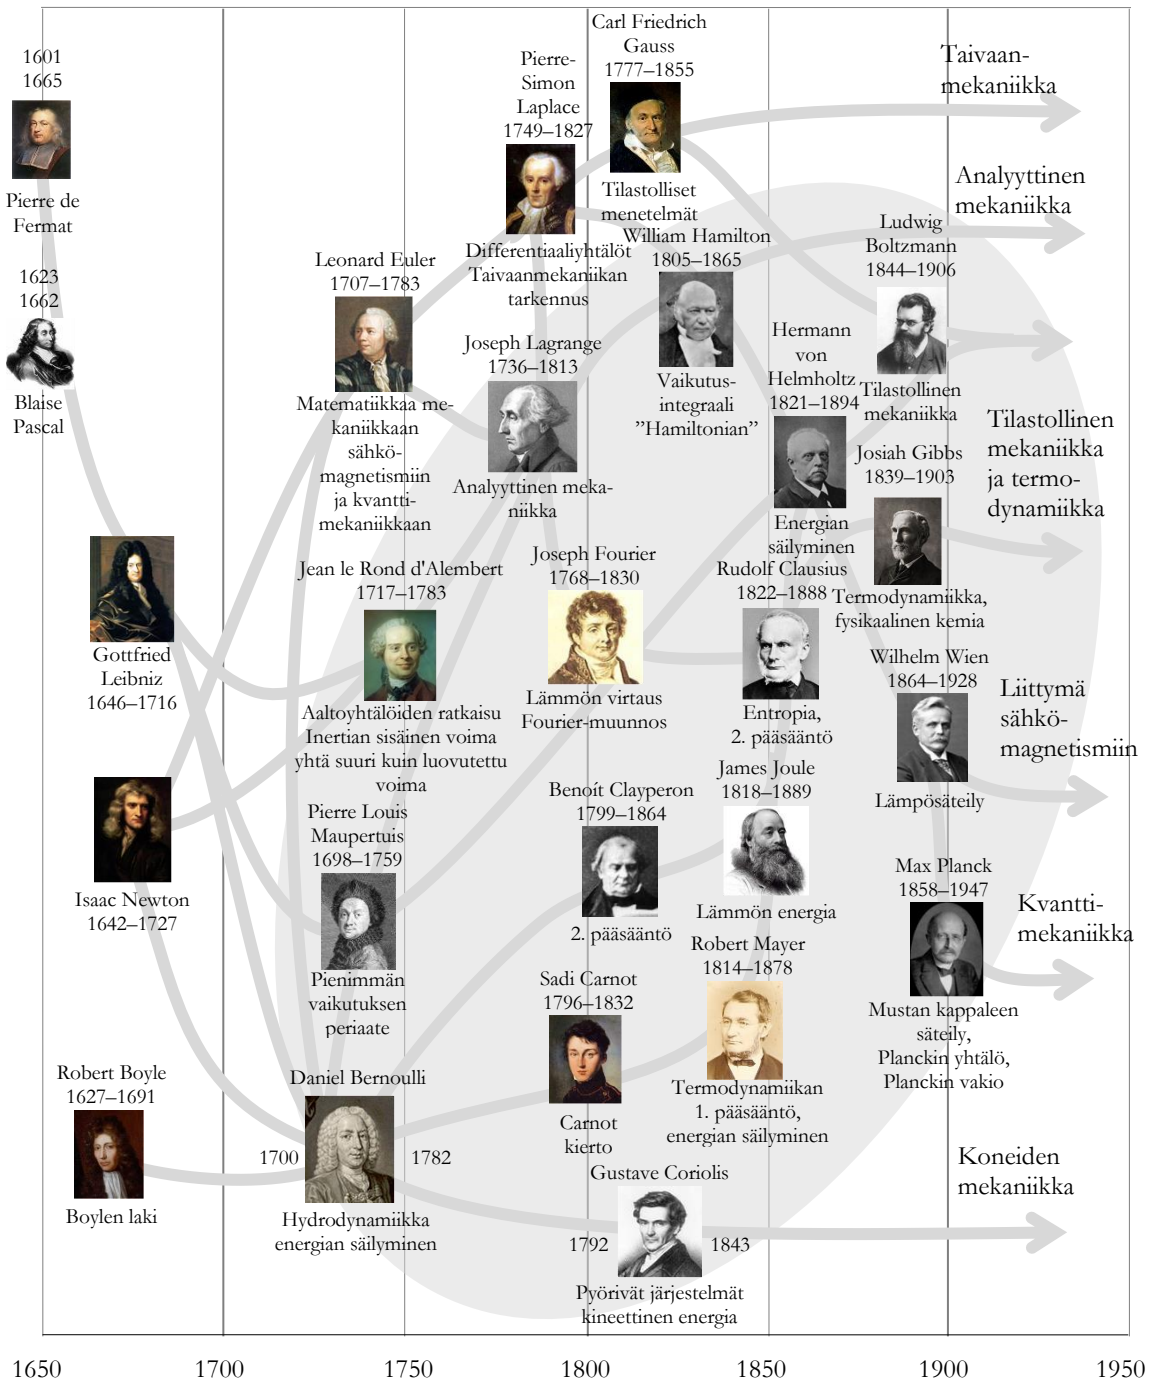 1601
1665
Pierre de
Fermat
1623
1662
Blaise
Pascal
Gottfried
Leibniz
1646–1716
Isaac Newton
1642–1727
Robert Boyle
1627–1691
Boylen laki
Leonard Euler
1707–1783
Matematiikkaa me-
kaniikkaan
sähkö-
magnetismiin
ja kvantti-
mekaniikkaan
Jean le Rond d'Alembert
1717–1783
Aaltoyhtälöiden ratkaisu
Inertian sisäinen voima
yhtä suuri kuin luovutettu
voima
Pierre Louis
Maupertuis
1698–1759
Pienimmän
vaikutuksen
periaate
Daniel Bernoulli
1700
1782
Hydrodynamiikka
energian säilyminen
Pierre-
Simon
Laplace
1749–1827
Differentiaaliyhtälöt
Taivaanmekaniikan
tarkennus
Joseph Lagrange
1736–1813
Analyyttinen meka-
niikka
Joseph Fourier
1768–1830
Lämmön virtaus
Fourier-muunnos
Benoít Clayperon
1799–1864
2. pääsääntö
Sadi Carnot
1796–1832
Carnot
kierto
Gustave Coriolis
1792
1843
Pyörivät järjestelmät
kineettinen energia
Carl Friedrich
Gauss
1777–1855
Tilastolliset
menetelmät
William Hamilton
1805–1865
Vaikutus-
integraali
”Hamiltonian”
Hermann
von
Helmholtz
1821–1894
Energian
säilyminen
Rudolf Clausius
1822–1888
Entropia,
2. pääsääntö
James Joule
1818–1889
Lämmön energia
Robert Mayer
1814–1878
Termodynamiikan
1. pääsääntö,
energian säilyminen
Ludwig
Boltzmann
1844–1906
Tilastollinen
mekaniikka
Josiah Gibbs
1839–1903
Termodynamiikka,
fysikaalinen kemia
Wilhelm Wien
1864–1928
Lämpösäteily
Max Planck
1858–1947
Mustan kappaleen
säteily,
Planckin yhtälö,
Planckin vakio
Taivaan-
mekaniikka
Analyyttinen
mekaniikka
Tilastollinen
mekaniikka
ja termo-
dynamiikka
Liittymä
sähkö-
magnetismiin
Kvantti-
mekaniikka
Koneiden
mekaniikka
1650
1700
1750
1800
1850
1900
1950